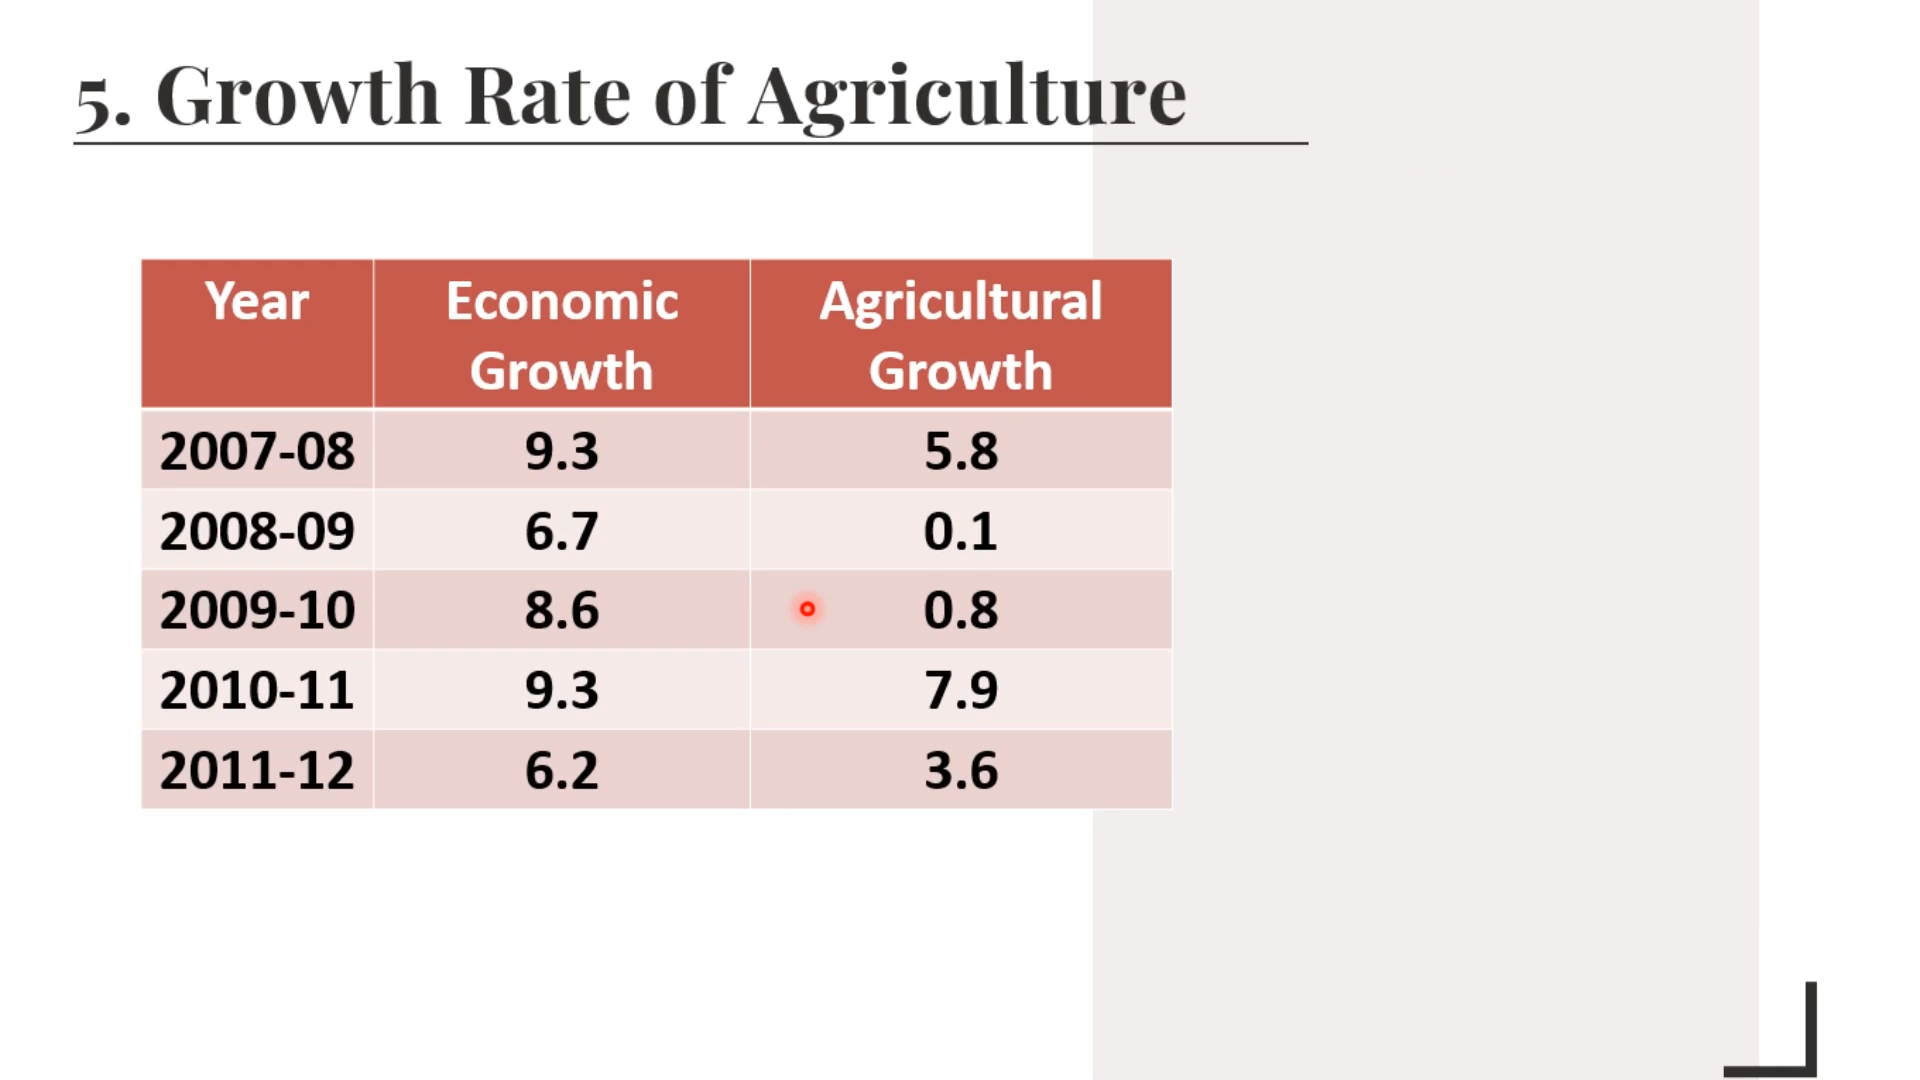 5. Growth Rate of Agriculture
Year Economic Growth Agricultural Growth
2007-08 9.3 5.8
2008-09 6.7 0.1
2009-10 8.6 0.8
2010-11 9.3 7.9
2011-12 6.2 3.6